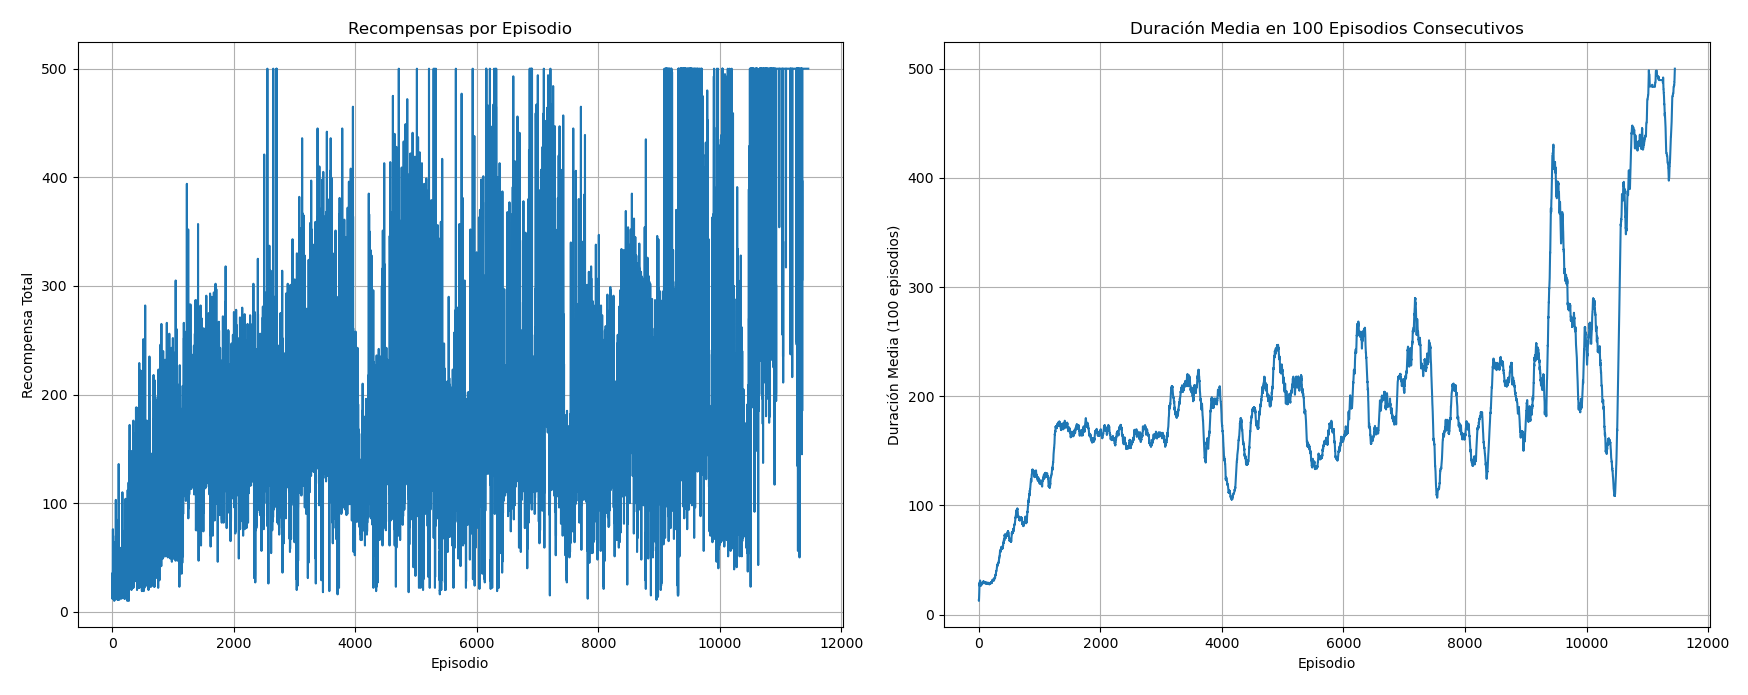 Recompensas por Episodio
Recompensa Total
500
400
300
200
100
0
0 2000 4000 6000 8000 10000 12000
Episodio
Duración Media en 100 Episodios Consecutivos
Duración Media (100 episodios)
500
400
300
200
100
0
0 2000 4000 6000 8000 10000 12000
Episodio